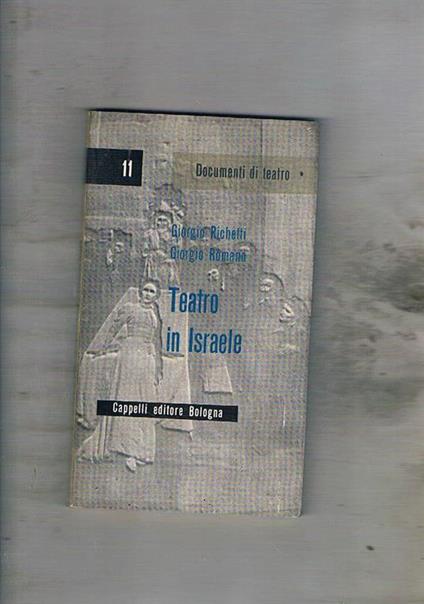 11
Documenti di teatro •
Giorgio Richetti
Giorgio Romano
Teatro
in Israele
Cappelli editore Bologna